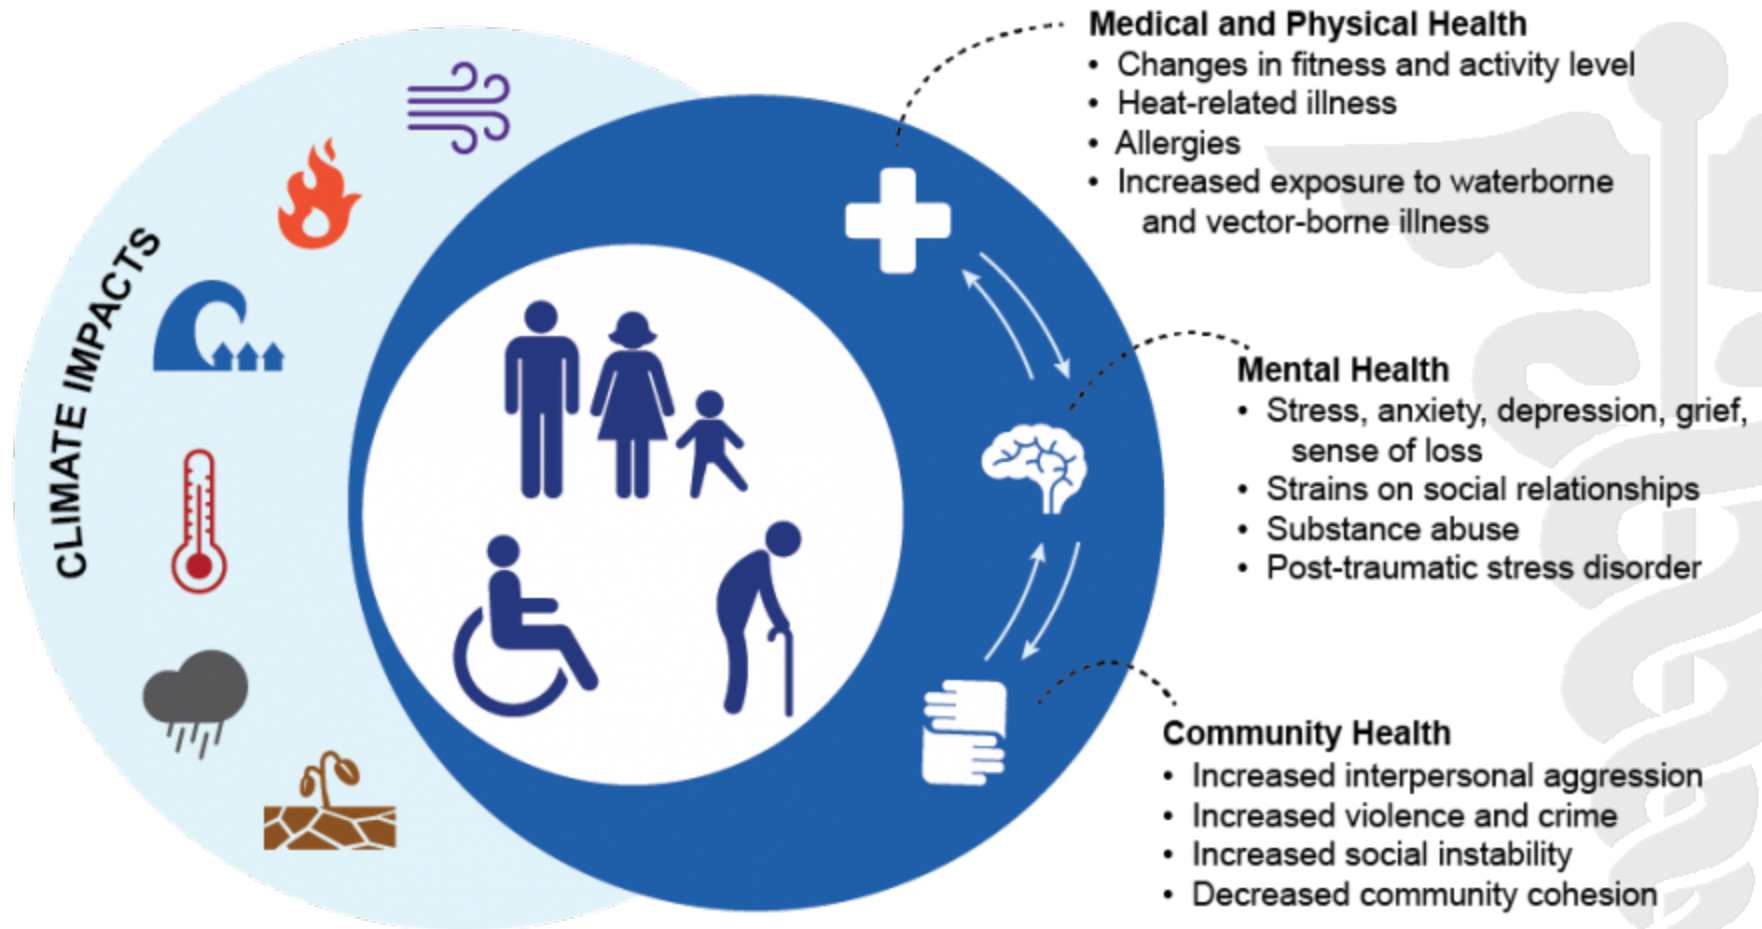 CLIMATE IMPACTS
Medical and Physical Health
• Changes in fitness and activity level
• Heat-related illness
• Allergies
• Increased exposure to waterborne
and vector-borne illness
Mental Health
• Stress, anxiety, depression, grief,
sense of loss
• Strains on social relationships
• Substance abuse
• Post-traumatic stress disorder
Community Health
• Increased interpersonal aggression
• Increased violence and crime
• Increased social instability
• Decreased community cohesion